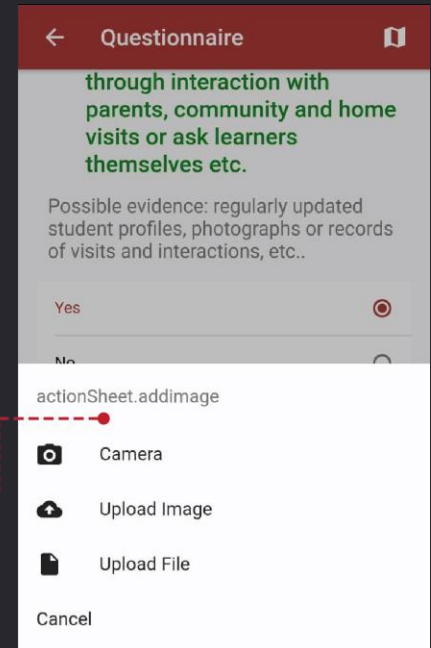 Questionnaire
through interaction with
parents, community and home
visits or ask learners
themselves etc.
Possible evidence: regularly updated
student profiles, photographs or records
of visits and interactions, etc..
Yes
No
actionSheet.addimage
Camera
Upload Image
Upload File
Cancel